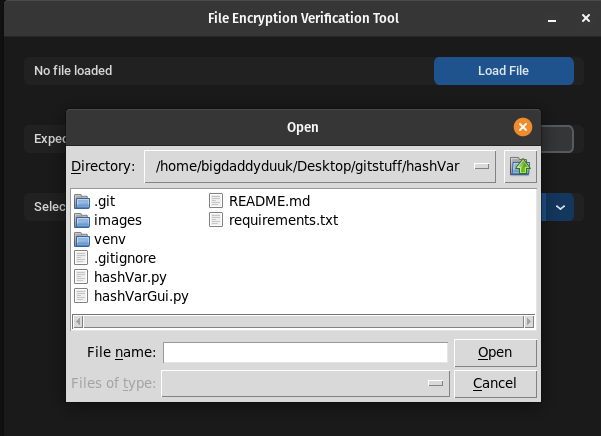 File Encryption Verification Tool
No file loaded
Load File
Expec
Open
Directory: /home/bigdaddyduuk/Desktop/gitstuff/hashVar
.git
images
venv
.gitignore
hashVar.py
hashVarGui.py
README.md
requirements.txt
Selec
File name:
Open
Files of type:
Cancel